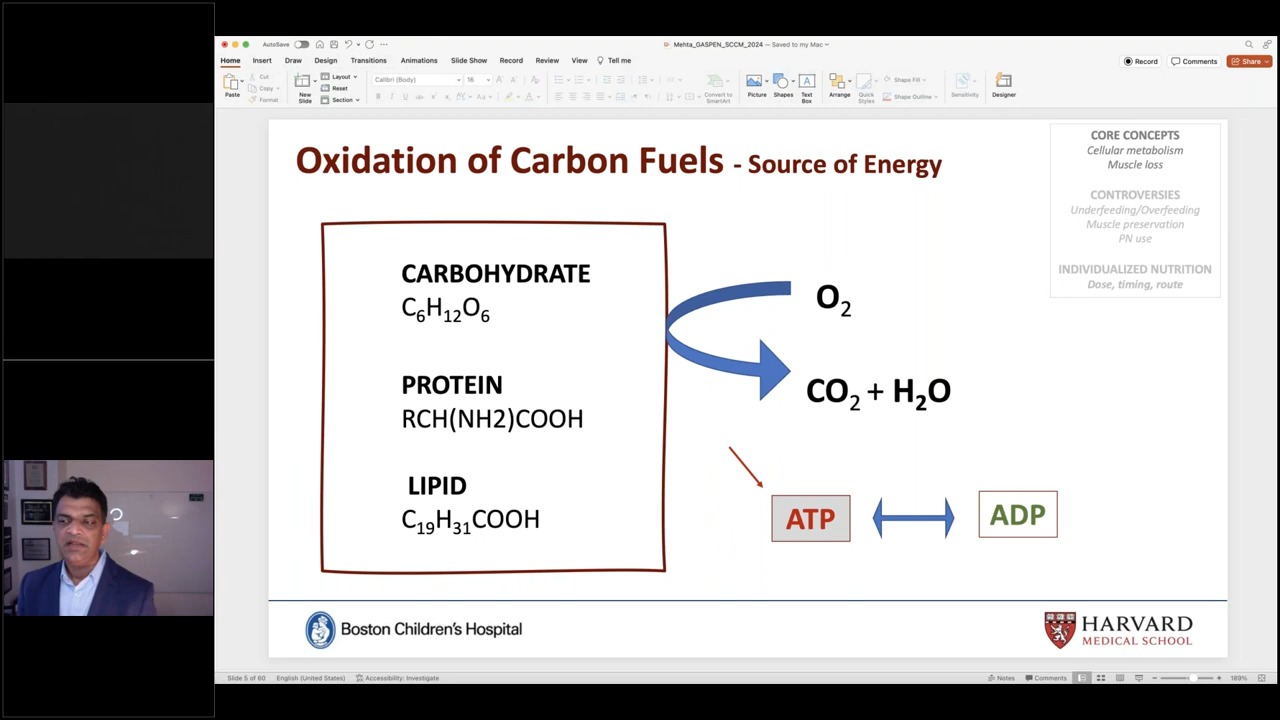 AutoSave
Mehta_GASPEN_SCCM_2024 — Saved to my Mac
Home Insert Draw Design Transitions Animations Slide Show Record Review View Tell me
Record Comments Share
Paste
Cut
Copy
Format
New Slide
Layout
Reset
Section
Calibri (Body) 16
Convert to SmartArt
Picture
Shapes
Text Box
Arrange
Quick Styles
Shape Fill
Shape Outline
Sensitivity
Designer
Oxidation of Carbon Fuels - Source of Energy
CORE CONCEPTS
Cellular metabolism
Muscle loss
CONTROVERSIES
Underfeeding/Overfeeding
Muscle preservation
PN use
INDIVIDUALIZED NUTRITION
Dose, timing, route
CARBOHYDRATE
C6H12O6
PROTEIN
RCH(NH2)COOH
LIPID
C19H31COOH
O2
CO2 + H2O
ATP
ADP
Boston Children's Hospital
HARVARD
MEDICAL SCHOOL
Slide 5 of 60 English (United States) Accessibility: Investigate
Notes Comments 189%